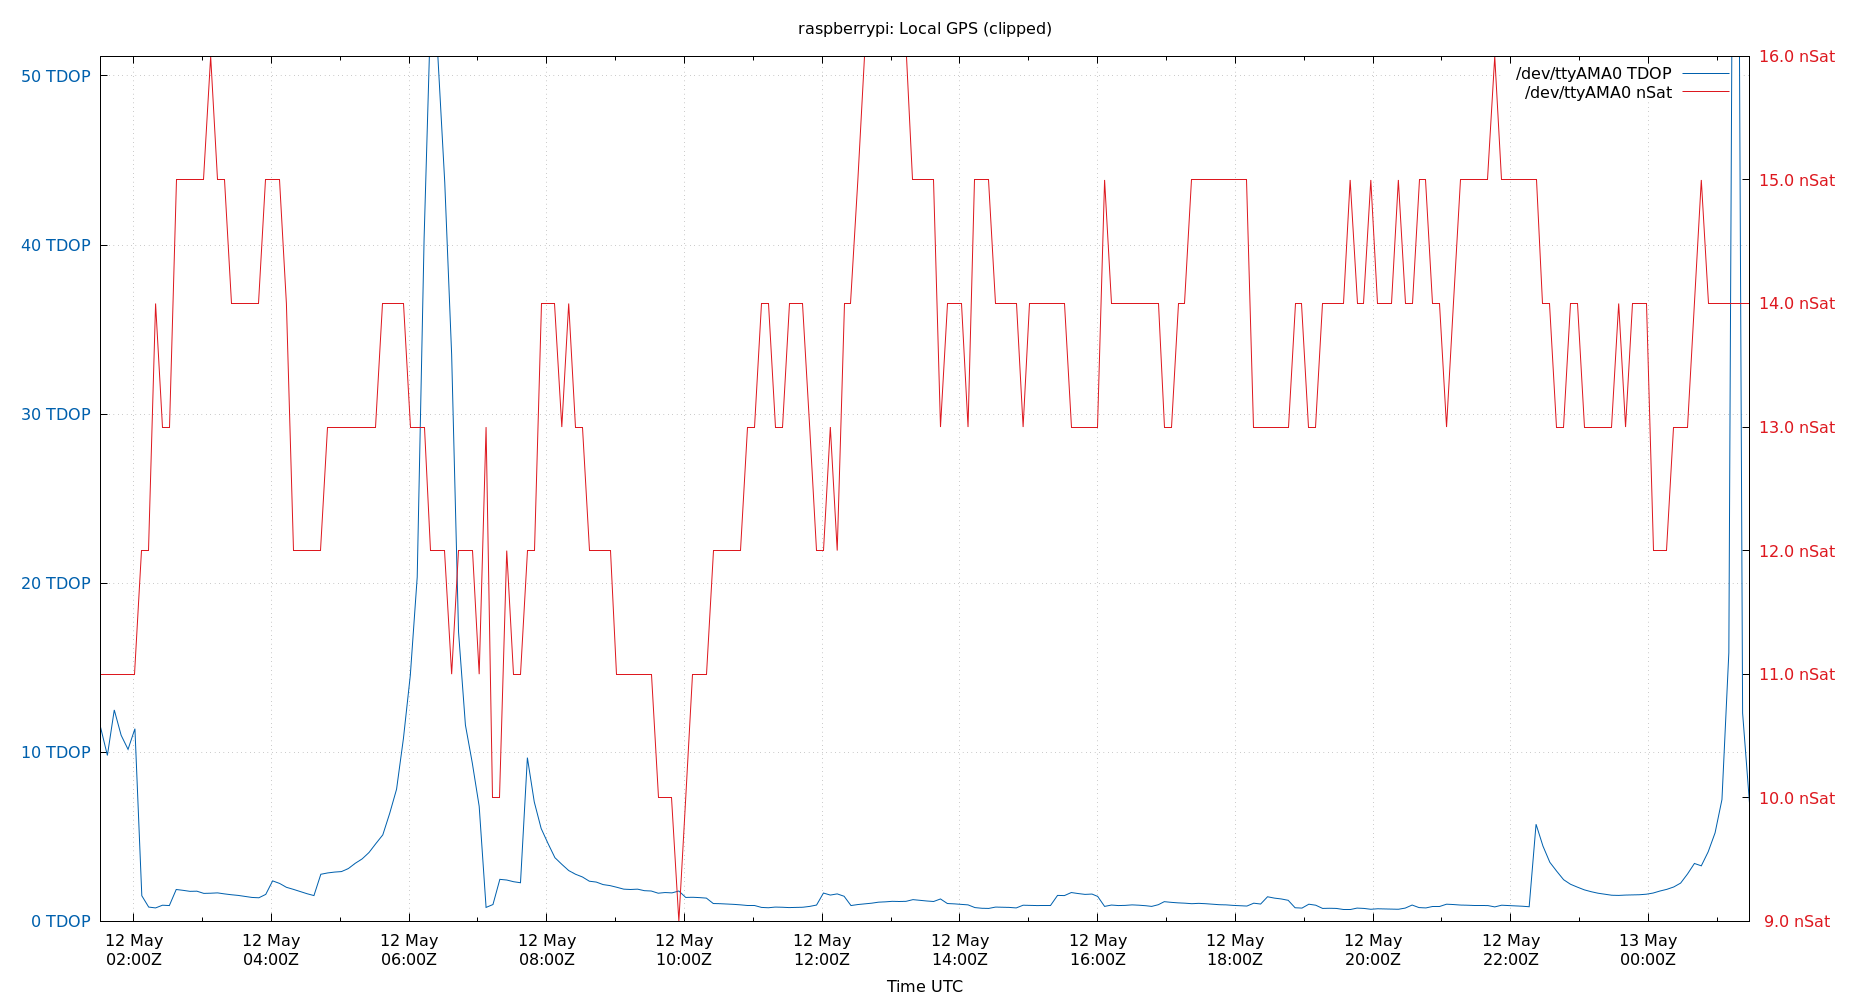 raspberrypi: Local GPS (clipped)
50 TDOP
40 TDOP
30 TDOP
20 TDOP
10 TDOP
0 TDOP
16.0 nSat
15.0 nSat
14.0 nSat
13.0 nSat
12.0 nSat
11.0 nSat
10.0 nSat
9.0 nSat
/dev/ttyAMA0 TDOP
/dev/ttyAMA0 nSat
12 May
02:00Z
12 May
04:00Z
12 May
06:00Z
12 May
08:00Z
12 May
10:00Z
12 May
12:00Z
12 May
14:00Z
12 May
16:00Z
12 May
18:00Z
12 May
20:00Z
12 May
22:00Z
13 May
00:00Z
Time UTC